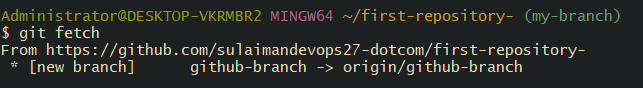 Administrator@DESKTOP-VKRMBR2 MINGW64 ~/first-repository- (my-branch)
$ git fetch
From https://github.com/sulaimandevops27-dotcom/first-repository-
 * [new branch]      github-branch -> origin/github-branch